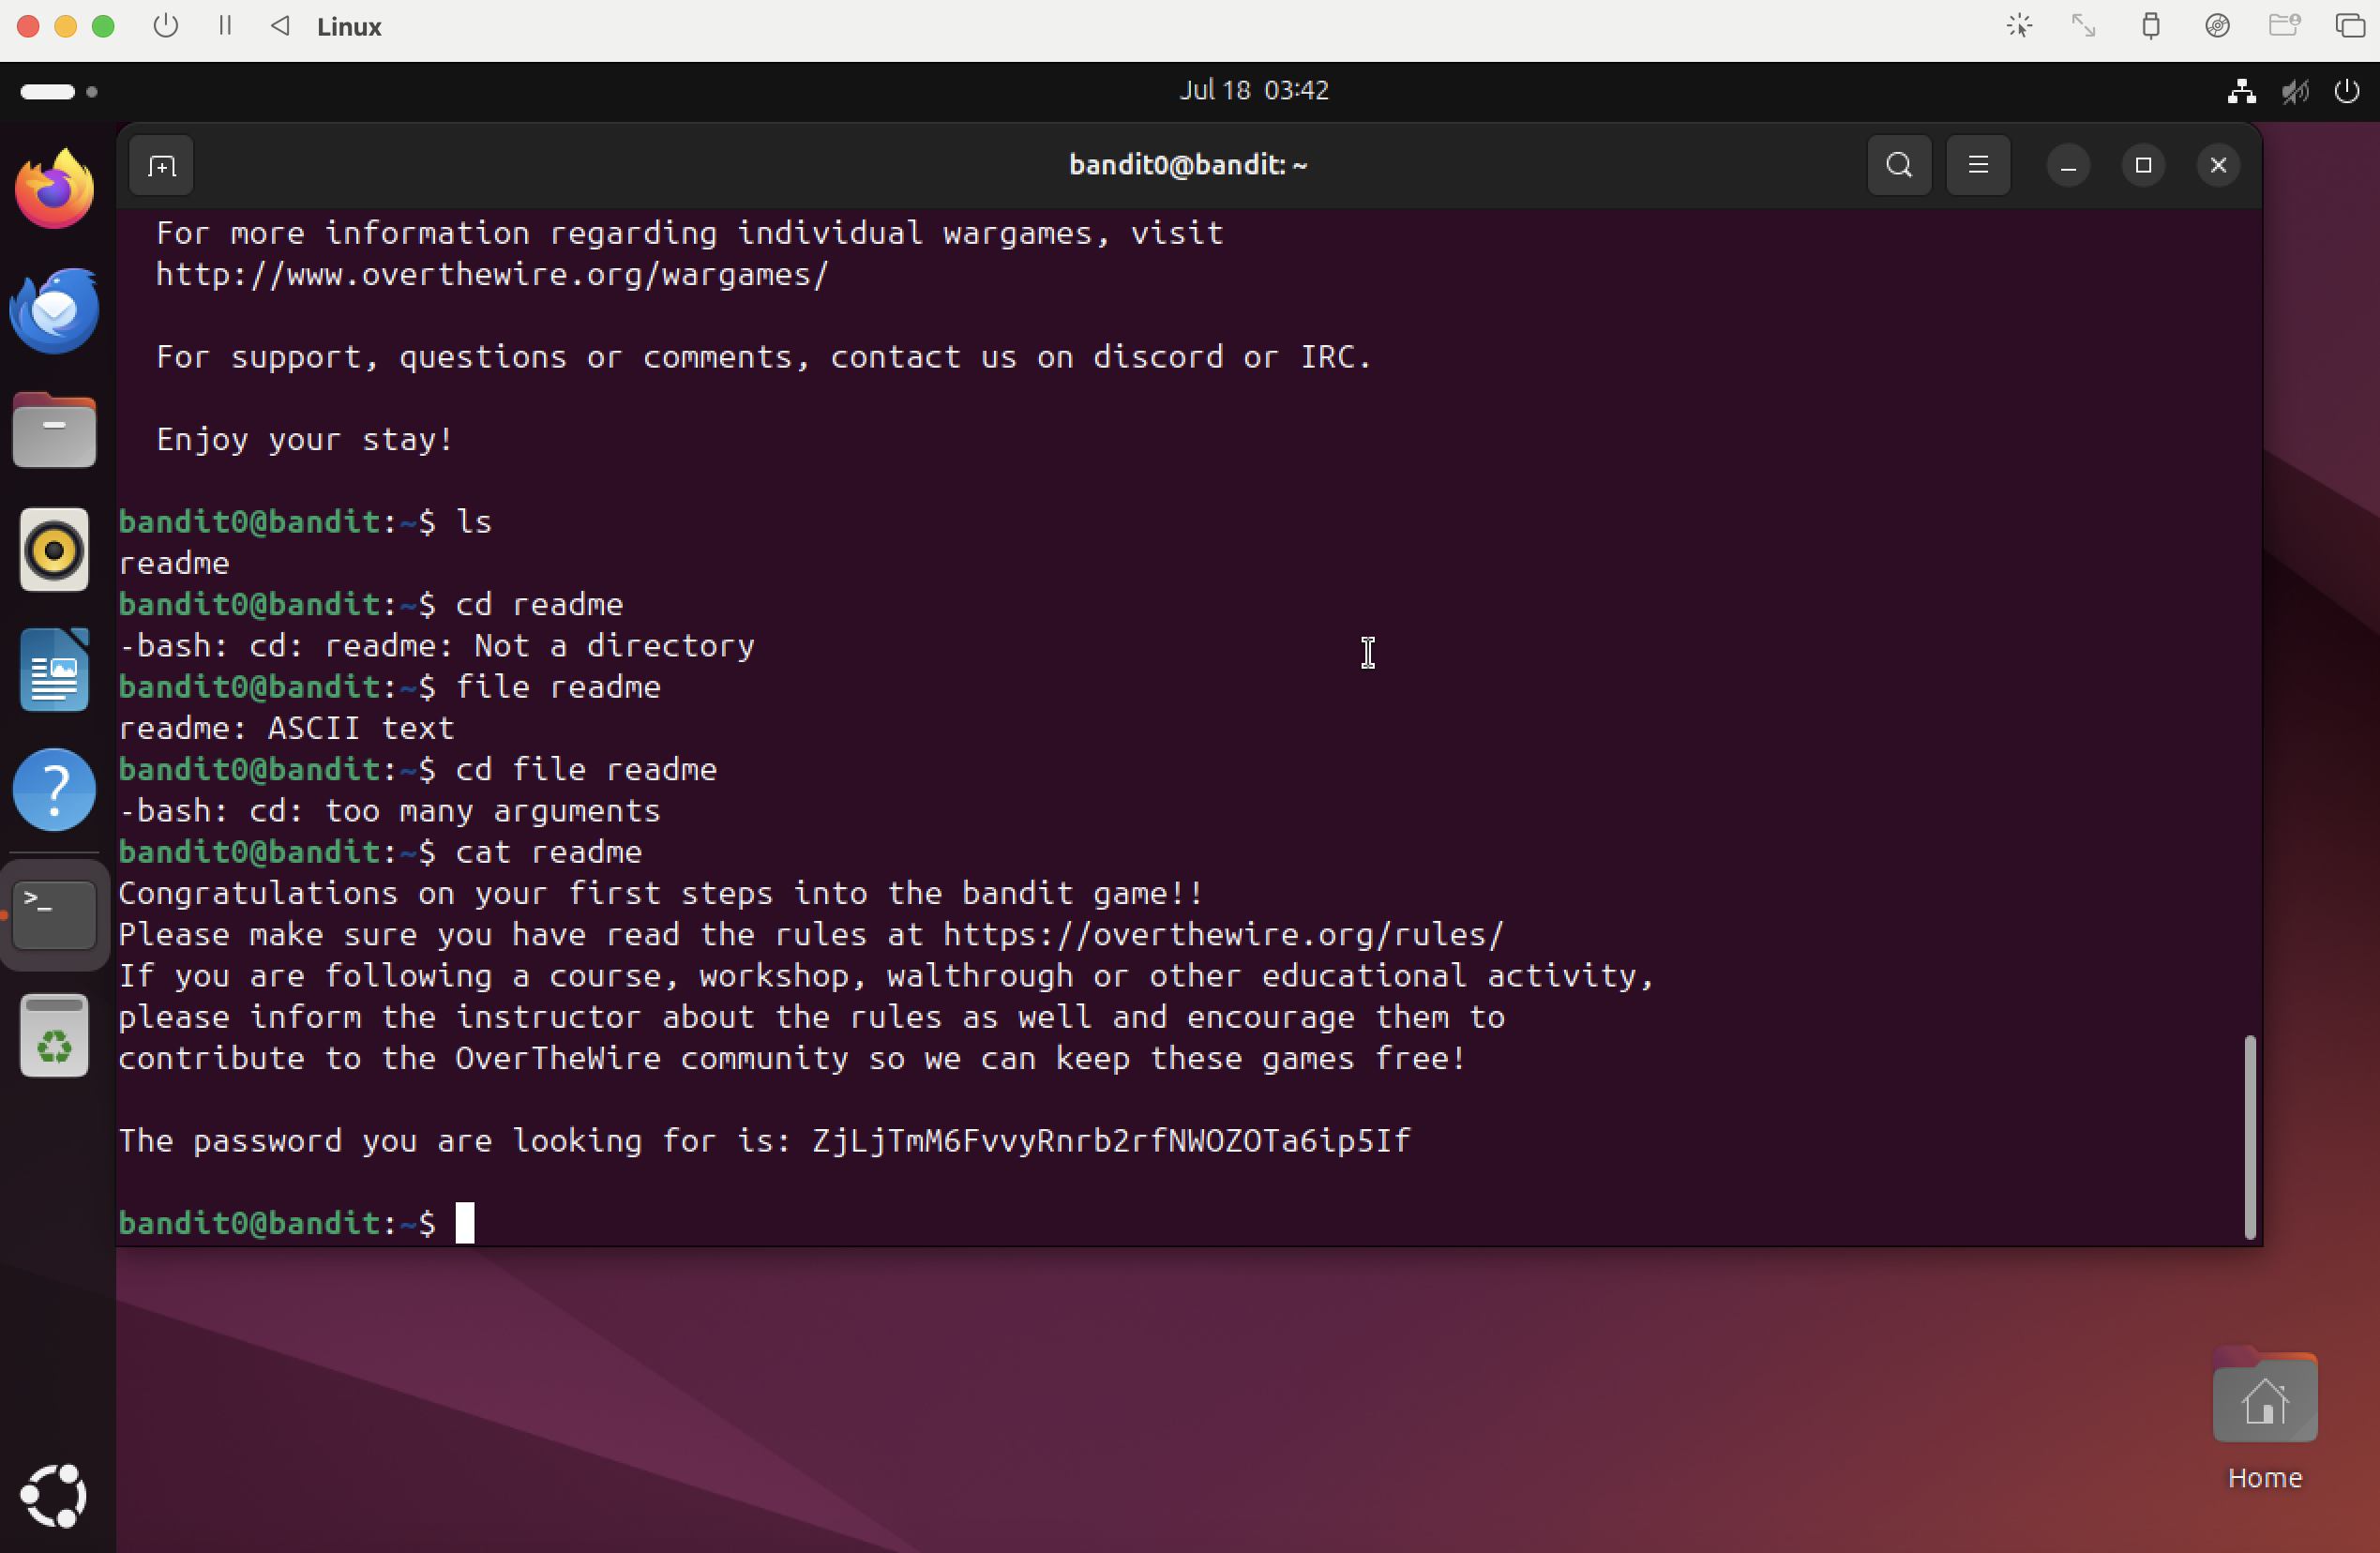 Linux
Jul 18 03:42
bandit0@bandit: ~
For more information regarding individual wargames, visit
http://www.overthewire.org/wargames/
For support, questions or comments, contact us on discord or IRC.
Enjoy your stay!
bandit0@bandit:~$ ls
readme
bandit0@bandit:~$ cd readme
-bash: cd: readme: Not a directory
bandit0@bandit:~$ file readme
readme: ASCII text
bandit0@bandit:~$ cd file readme
-bash: cd: too many arguments
bandit0@bandit:~$ cat readme
Congratulations on your first steps into the bandit game!!
Please make sure you have read the rules at https://overthewire.org/rules/
If you are following a course, workshop, walthrough or other educational activity,
please inform the instructor about the rules as well and encourage them to
contribute to the OverTheWire community so we can keep these games free!
The password you are looking for is: ZjLjTmM6FvvyRnrb2rfNWOZOTa6ip5If
bandit0@bandit:~$
Home